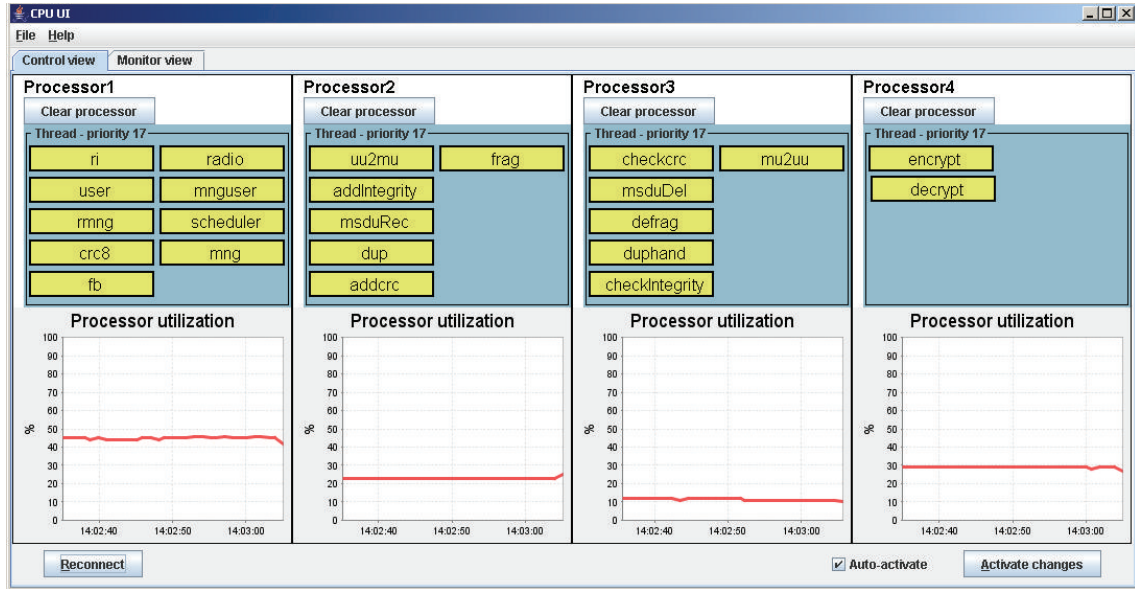 CPU UI
File Help
Control view Monitor view
Processor1
Clear processor
Thread - priority 17
ri radio
user mnguser
rmng scheduler
crc8 mng
fb
Processor utilization
100
90
80
70
60
50
40
30
20
10
0
%
14:02:40 14:02:50 14:03:00
Processor2
Clear processor
Thread - priority 17
uu2mu frag
addIntegrity
msduRec
dup
addcrc
Processor utilization
100
90
80
70
60
50
40
30
20
10
0
%
14:02:40 14:02:50 14:03:00
Processor3
Clear processor
Thread - priority 17
checkcrc mu2uu
msduDel
defrag
duphand
checkIntegrity
Processor utilization
100
90
80
70
60
50
40
30
20
10
0
%
14:02:40 14:02:50 14:03:00
Processor4
Clear processor
Thread - priority 17
encrypt
decrypt
Processor utilization
100
90
80
70
60
50
40
30
20
10
0
%
14:02:40 14:02:50 14:03:00
Reconnect Auto-activate Activate changes